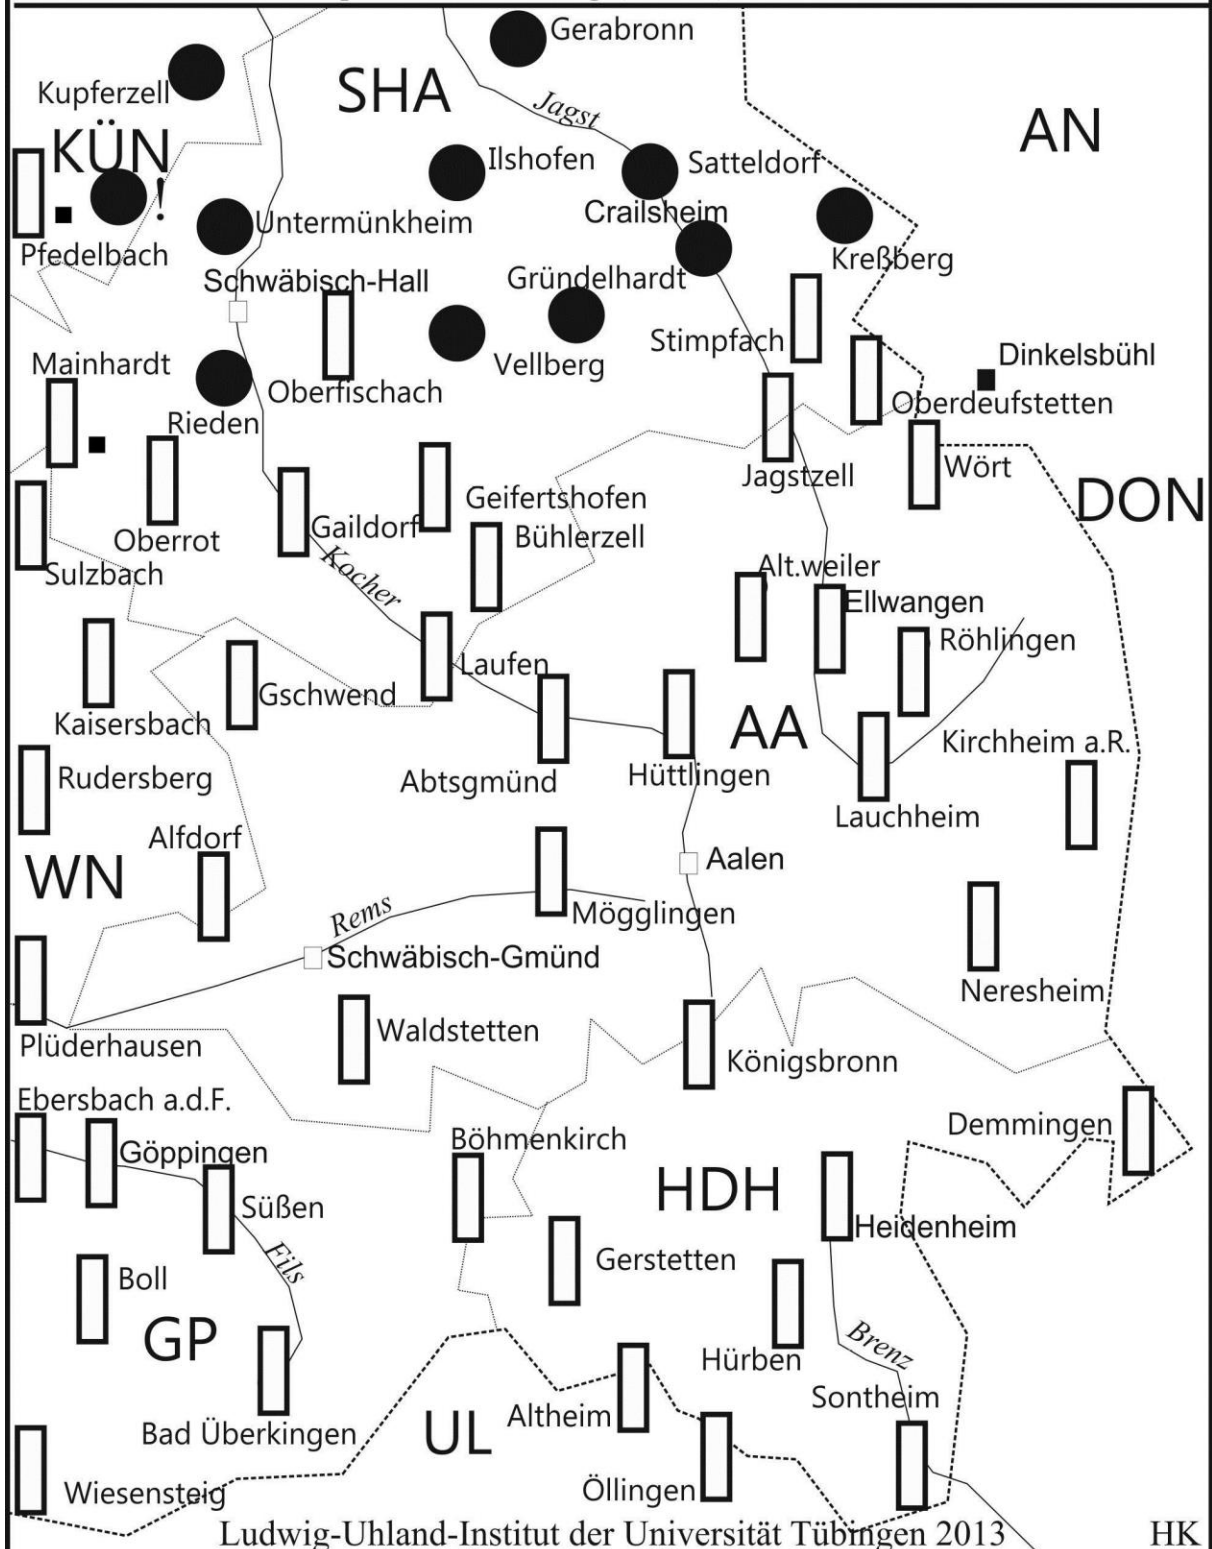 Gerabronn
SHA
Kupferzell
Jagst
AN
KÜN
!
Ilshofen
Satteldorf
Untermünkheim
Crailsheim
Pfedelbach
Kreßberg
Schwäbisch-Hall
Gründelhardt
Stimpfach
Dinkelsbühl
Mainhardt
Vellberg
Oberfischach
Oberdeufstetten
Rieden
Wört
Jagstzell
Geifertshofen
DON
Gaildorf
Bühlerzell
Oberrot
Sulzbach
Kocher
Alt.weiler
Ellwangen
Röhlingen
Laufen
Gschwend
Kaisersbach
AA
Kirchheim a.R.
Rudersberg
Abtsgmünd
Hüttlingen
Lauchheim
Alfdorf
Aalen
WN
Rems
Mögglingen
Schwäbisch-Gmünd
Neresheim
Waldstetten
Plüderhausen
Königsbronn
Ebersbach a.d.F.
Demmingen
Göppingen
Böhmenkirch
HDH
Süßen
Heidenheim
Fils
Gerstetten
Boll
GP
Brenz
Hürben
Sontheim
Altheim
Bad Überkingen
UL
Öllingen
Wiesensteig
Ludwig-Uhland-Institut der Universität Tübingen 2013
HK